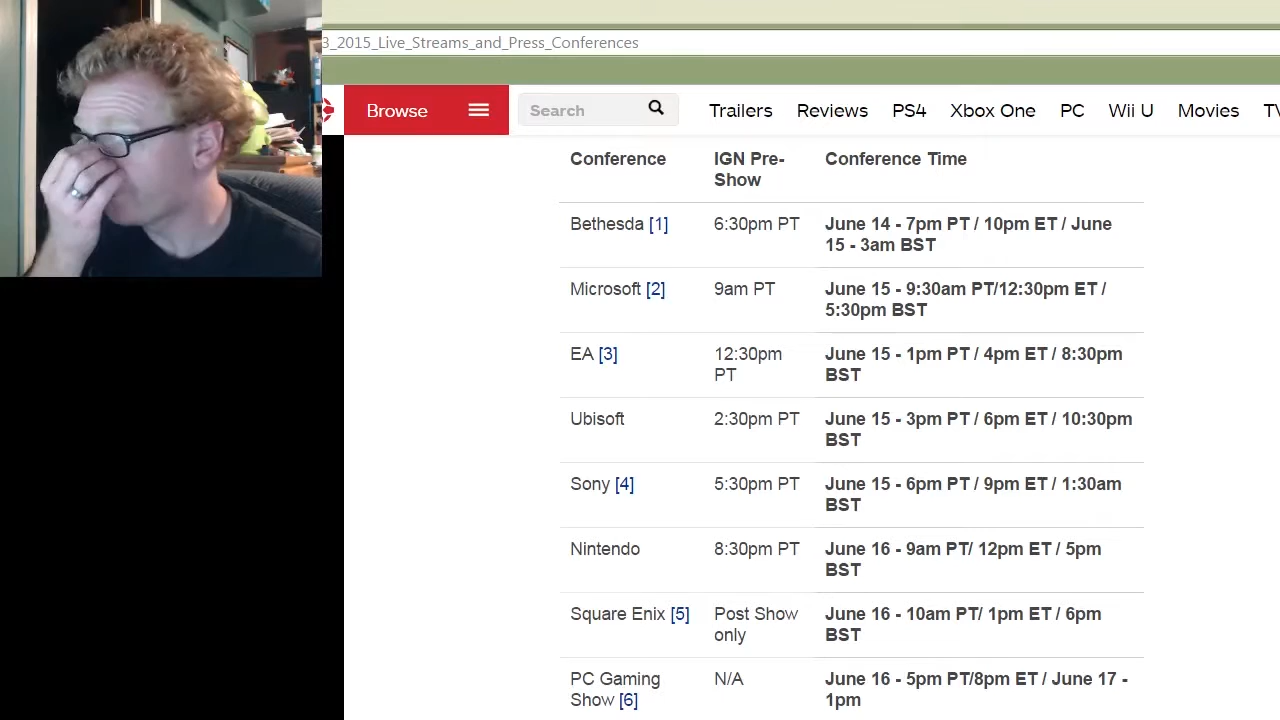 3_2015_Live_Streams_and_Press_Conferences
Browse
Search
Trailers Reviews PS4 Xbox One PC Wii U Movies TV
Conference IGN Pre-Show Conference Time
Bethesda [1] 6:30pm PT June 14 - 7pm PT / 10pm ET / June
15 - 3am BST
Microsoft [2] 9am PT June 15 - 9:30am PT/12:30pm ET /
5:30pm BST
EA [3] 12:30pm PT June 15 - 1pm PT / 4pm ET / 8:30pm
BST
Ubisoft 2:30pm PT June 15 - 3pm PT / 6pm ET / 10:30pm
BST
Sony [4] 5:30pm PT June 15 - 6pm PT / 9pm ET / 1:30am
BST
Nintendo 8:30pm PT June 16 - 9am PT/ 12pm ET / 5pm
BST
Square Enix [5] Post Show only June 16 - 10am PT/ 1pm ET / 6pm
BST
PC Gaming Show [6] N/A June 16 - 5pm PT/8pm ET / June 17 -
1pm